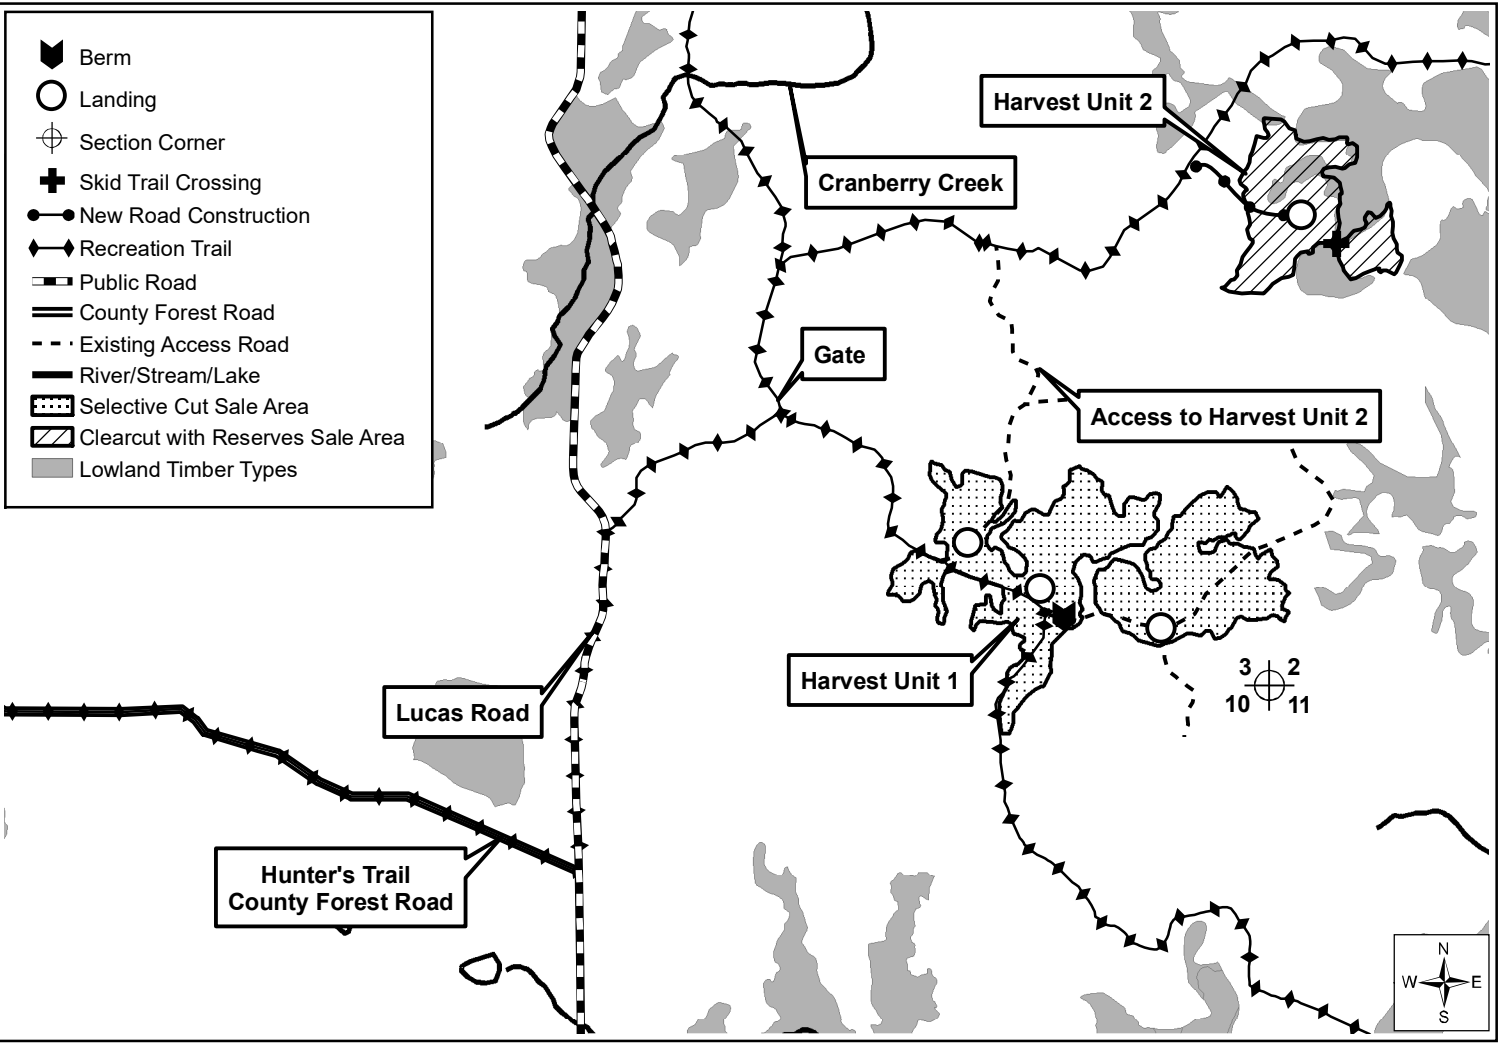 Berm
Landing
Section Corner
Skid Trail Crossing
New Road Construction
Recreation Trail
Public Road
County Forest Road
Existing Access Road
River/Stream/Lake
Selective Cut Sale Area
Clearcut with Reserves Sale Area
Lowland Timber Types
Harvest Unit 2
Cranberry Creek
Gate
Access to Harvest Unit 2
Harvest Unit 1
3 2
10 11
Lucas Road
Hunter's Trail
County Forest Road
N
W E
S